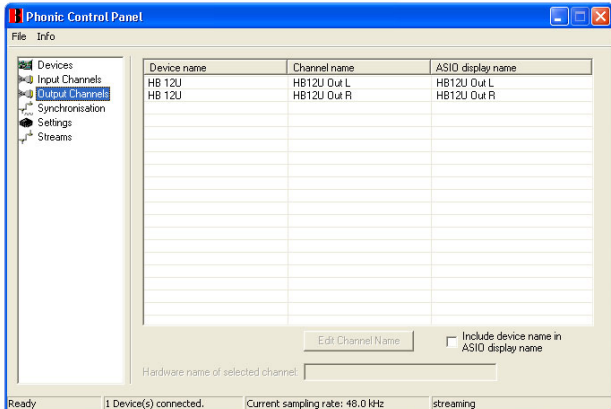 Phonic Control Panel
File Info
Devices
Input Channels
Output Channels
Synchronisation
Settings
Streams
Device name Channel name ASIO display name
HB 12U HB12U Out L HB12U Out L
HB 12U HB12U Out R HB12U Out R
Edit Channel Name
Include device name in
ASIO display name
Hardware name of selected channel:
Ready 1 Device(s) connected. Current sampling rate: 48.0 kHz streaming